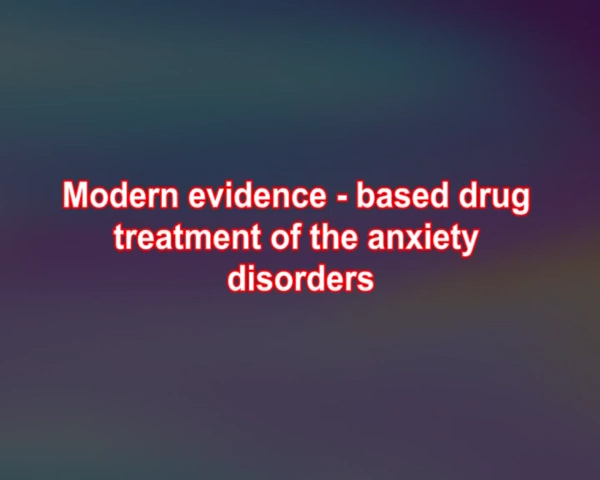 Modern evidence - based drug
treatment of the anxiety
disorders